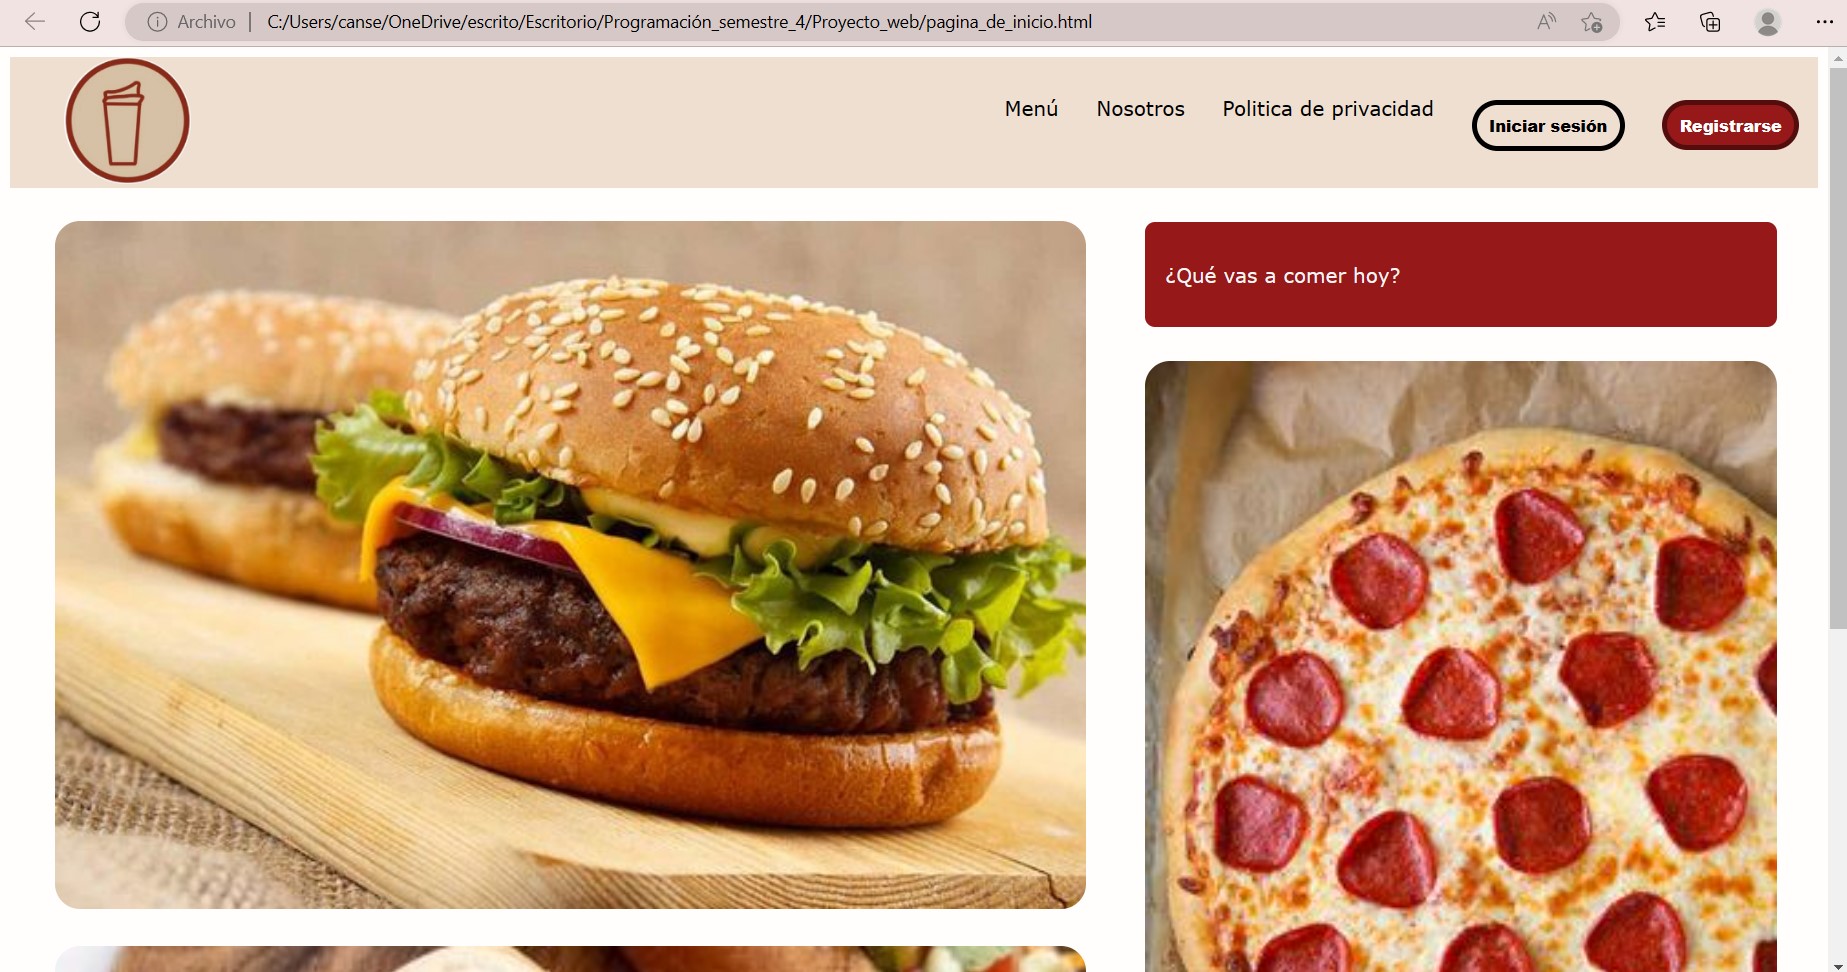 Archivo | C:/Users/canse/OneDrive/escrito/Escritorio/Programación_semestre_4/Proyecto_web/pagina_de_inicio.html
Menú Nosotros Politica de privacidad Iniciar sesión Registrarse
¿Qué vas a comer hoy?